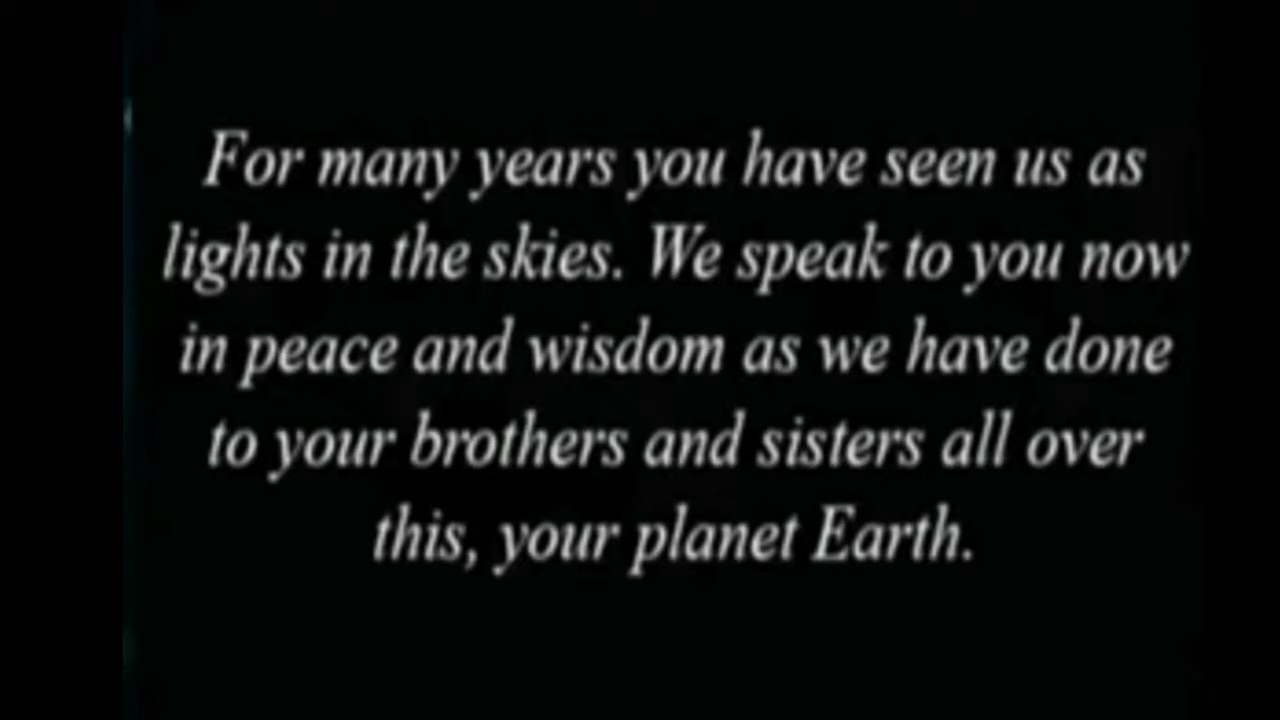 For many years you have seen us as
lights in the skies. We speak to you now
in peace and wisdom as we have done
to your brothers and sisters all over
this, your planet Earth.